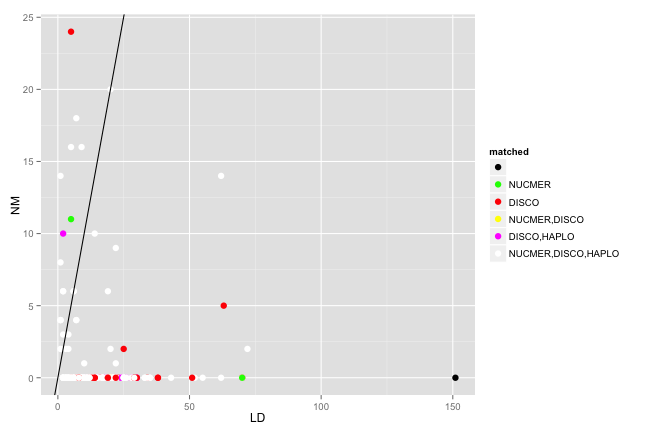 25
20
15
10
5
0
NM
0
50
100
150
LD
matched
NUCMER
DISCO
NUCMER,DISCO
DISCO,HAPLO
NUCMER,DISCO,HAPLO